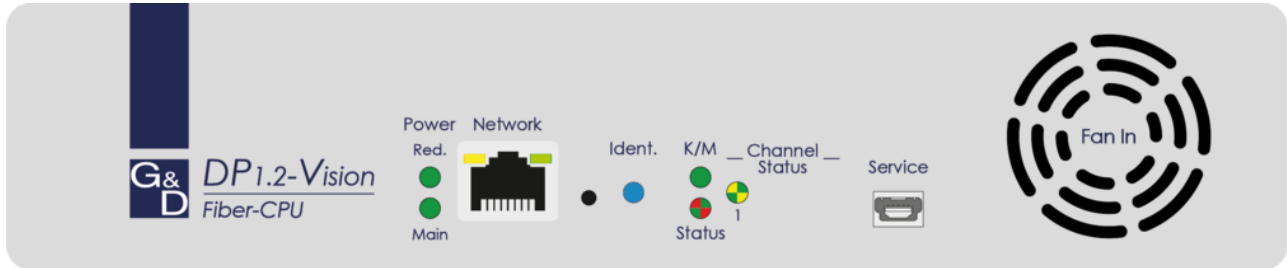 G&D
DP1.2-Vision
Fiber-CPU
Power
Red.
Main
Network
Ident.
K/M
Status
Channel
Status
1
Service
Fan In